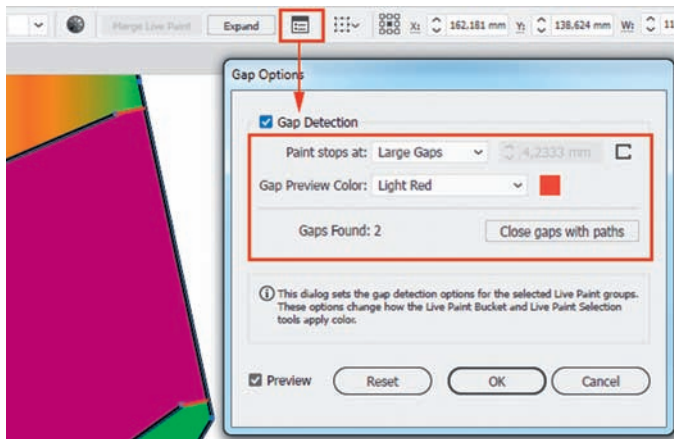 Merge Live Paint Expand X: 162,181 mm Y: 138,624 mm W: 11
Gap Options
Gap Detection
Paint stops at: Large Gaps 4,2333 mm
Gap Preview Color: Light Red
Gaps Found: 2 Close gaps with paths
This dialog sets the gap detection options for the selected Live Paint groups.
These options change how the Live Paint Bucket and Live Paint Selection
tools apply color.
Preview Reset OK Cancel